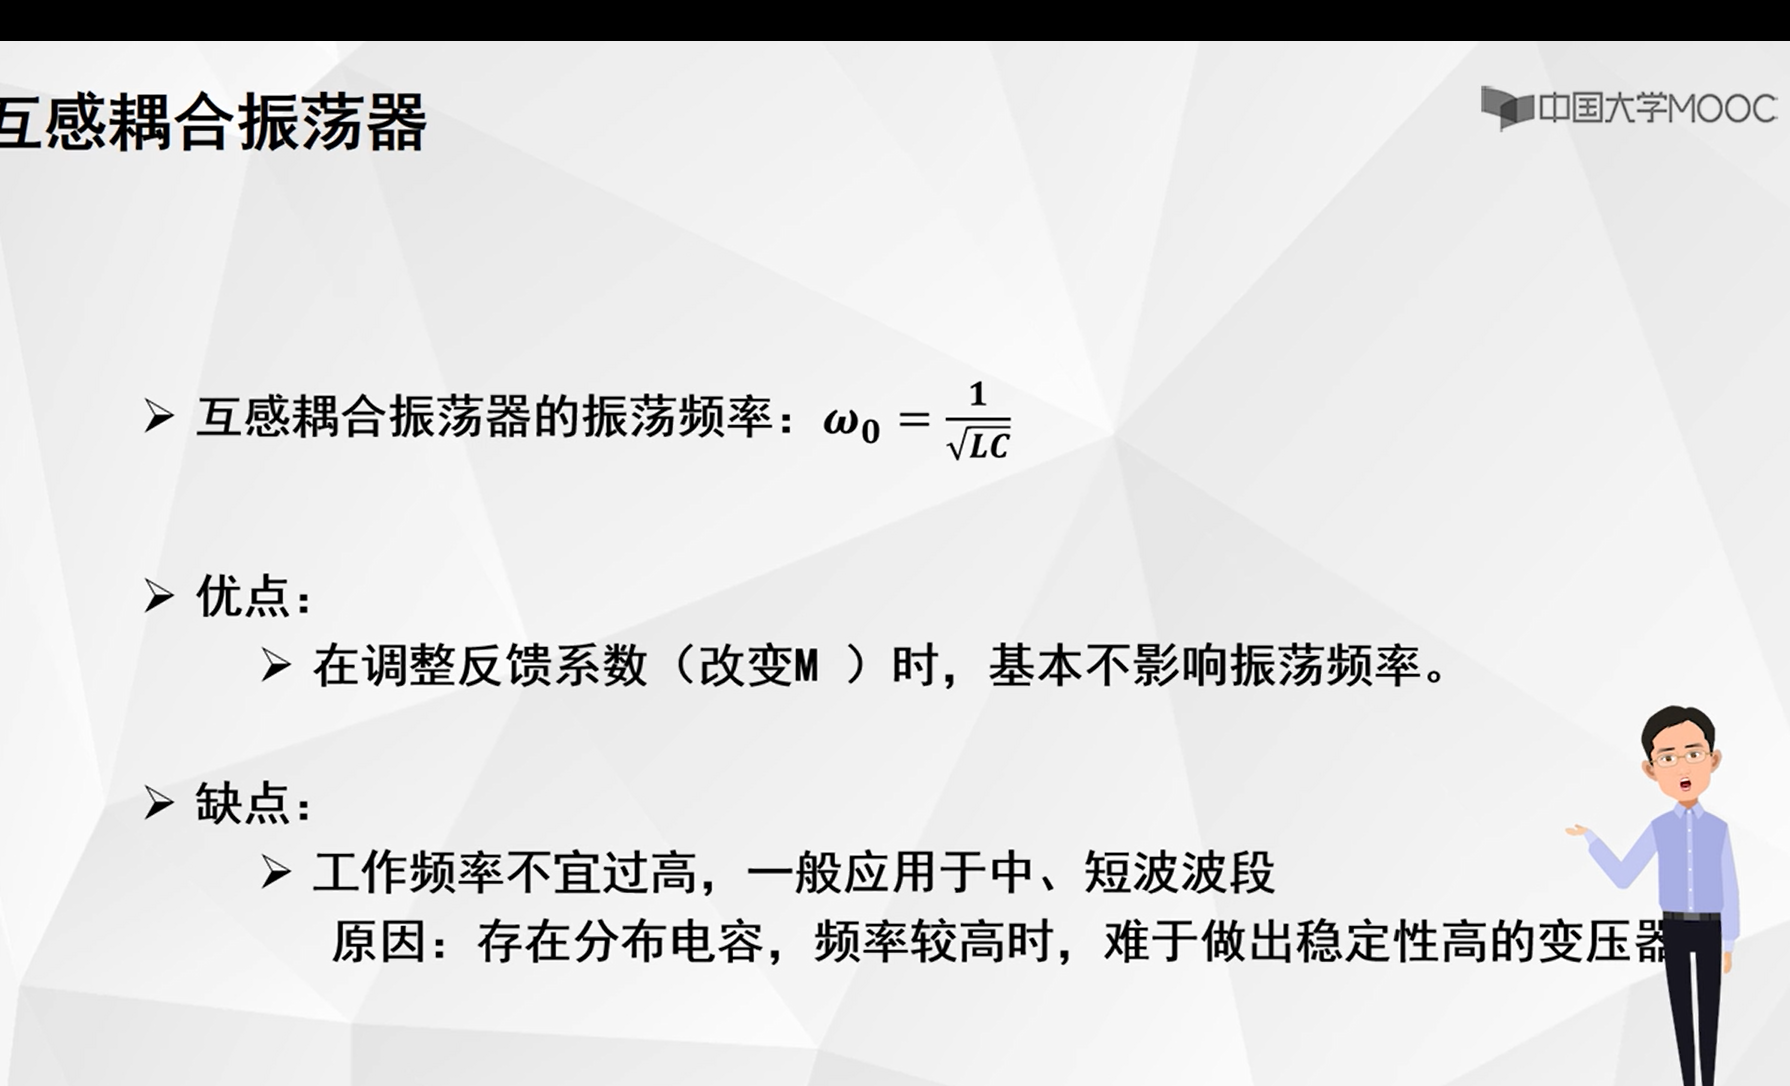 互感耦合振荡器
中国大学MOOC
➢ 互感耦合振荡器的振荡频率：ω₀ = 1/√LC
➢ 优点：
➢ 在调整反馈系数（改变M ）时，基本不影响振荡频率。
➢ 缺点：
➢ 工作频率不宜过高，一般应用于中、短波波段
原因：存在分布电容，频率较高时，难于做出稳定性高的变压器